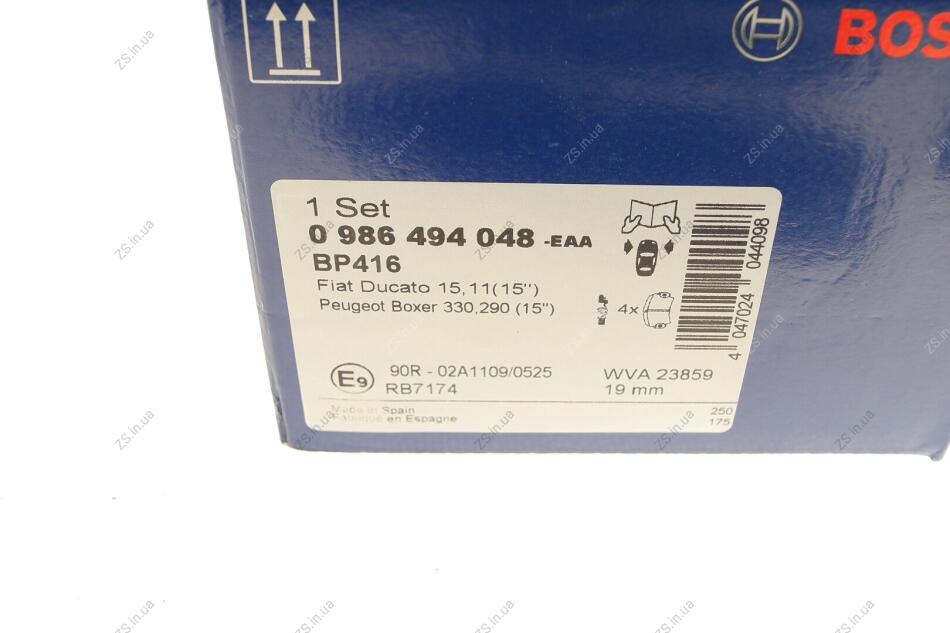 BOS
1 Set
0 986 494 048 -EAA
BP416
Fiat Ducato 15,11(15")
Peugeot Boxer 330,290 (15")
4x
4 047024 044098
E9
90R - 02A1109/0525
RB7174
WVA 23859
19 mm
Made in Spain
Fabriqué en Espagne
250
175
ZS.in.ua